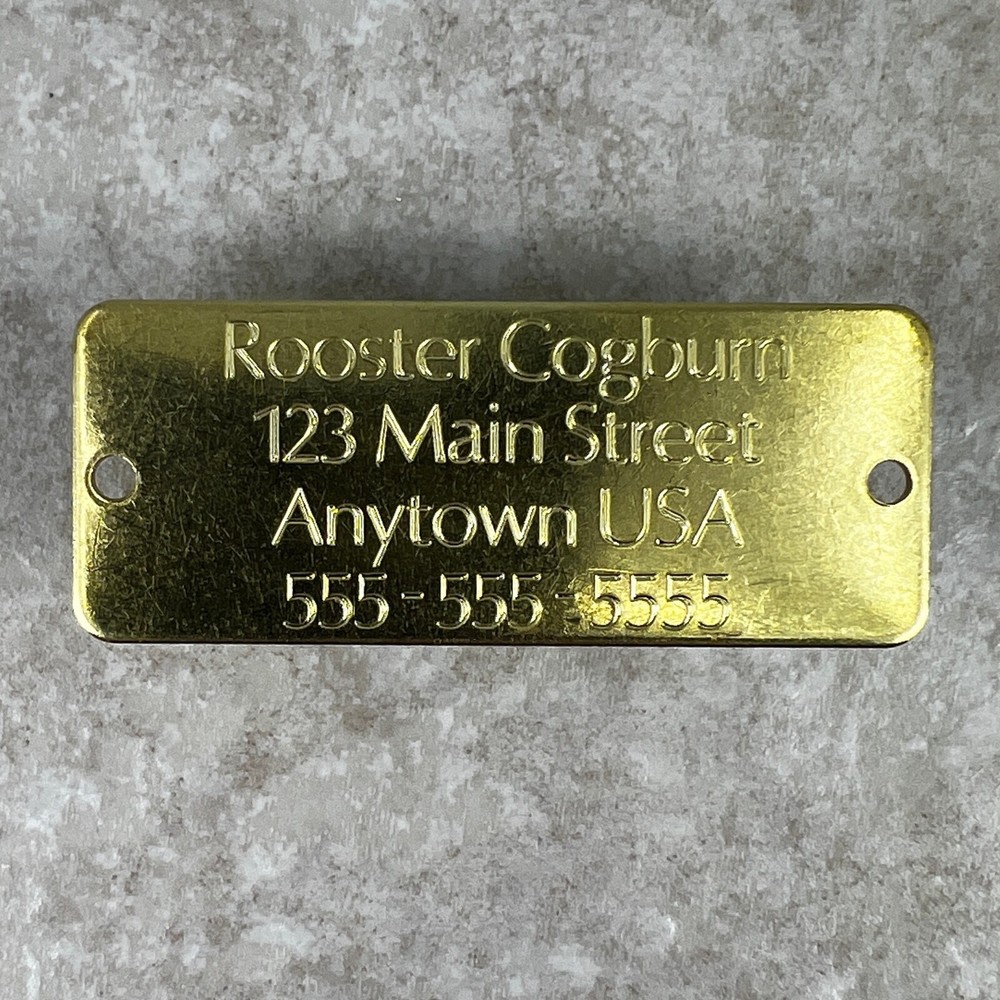 Rooster Cogburn
123 Main Street
Anytown USA
555 - 555 - 5555